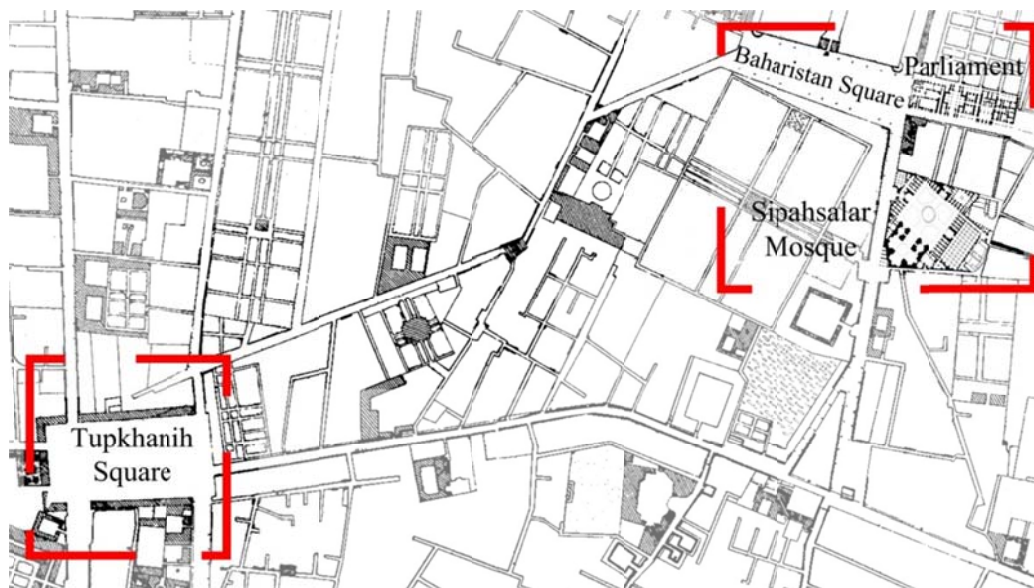 Baharistan Square
Parliament
Sipahsalar
Mosque
Tupkhanih
Square